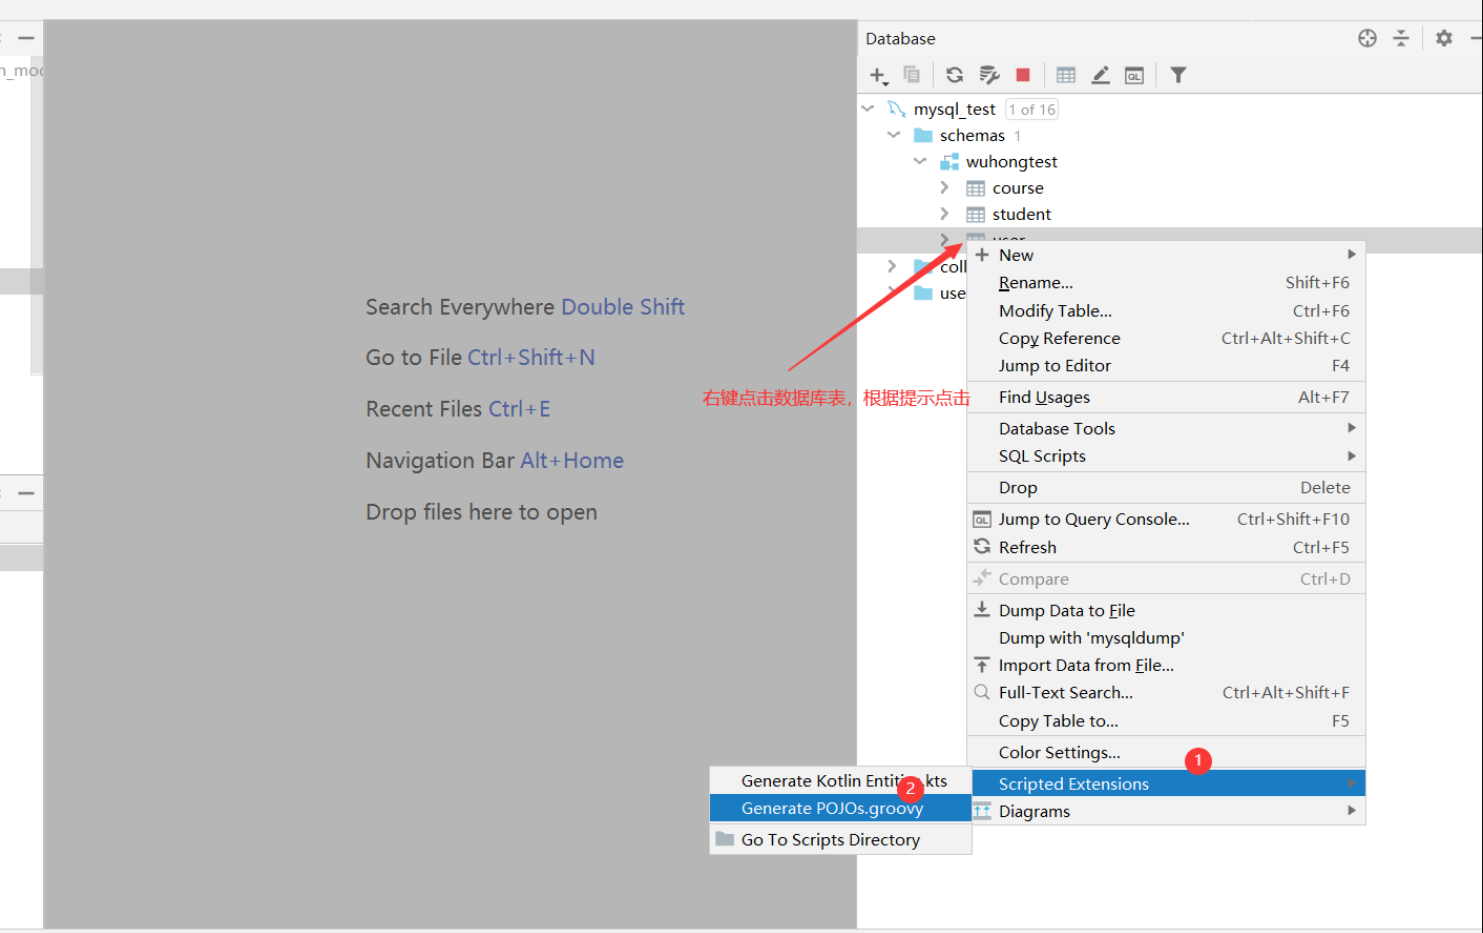 Database
mysql_test 1 of 16
schemas 1
wuhongtest
course
student
user
coll
use
Search Everywhere Double Shift
Go to File Ctrl+Shift+N
Recent Files Ctrl+E
Navigation Bar Alt+Home
Drop files here to open
右键点击数据库表，根据提示点击
New
Rename... Shift+F6
Modify Table... Ctrl+F6
Copy Reference Ctrl+Alt+Shift+C
Jump to Editor F4
Find Usages Alt+F7
Database Tools
SQL Scripts
Drop Delete
QL Jump to Query Console... Ctrl+Shift+F10
Refresh Ctrl+F5
Compare Ctrl+D
Dump Data to File
Dump with 'mysqldump'
Import Data from File...
Full-Text Search... Ctrl+Alt+Shift+F
Copy Table to... F5
Color Settings...
1
Scripted Extensions
Diagrams
Generate Kotlin Entities.kts
2
Generate POJOs.groovy
Go To Scripts Directory